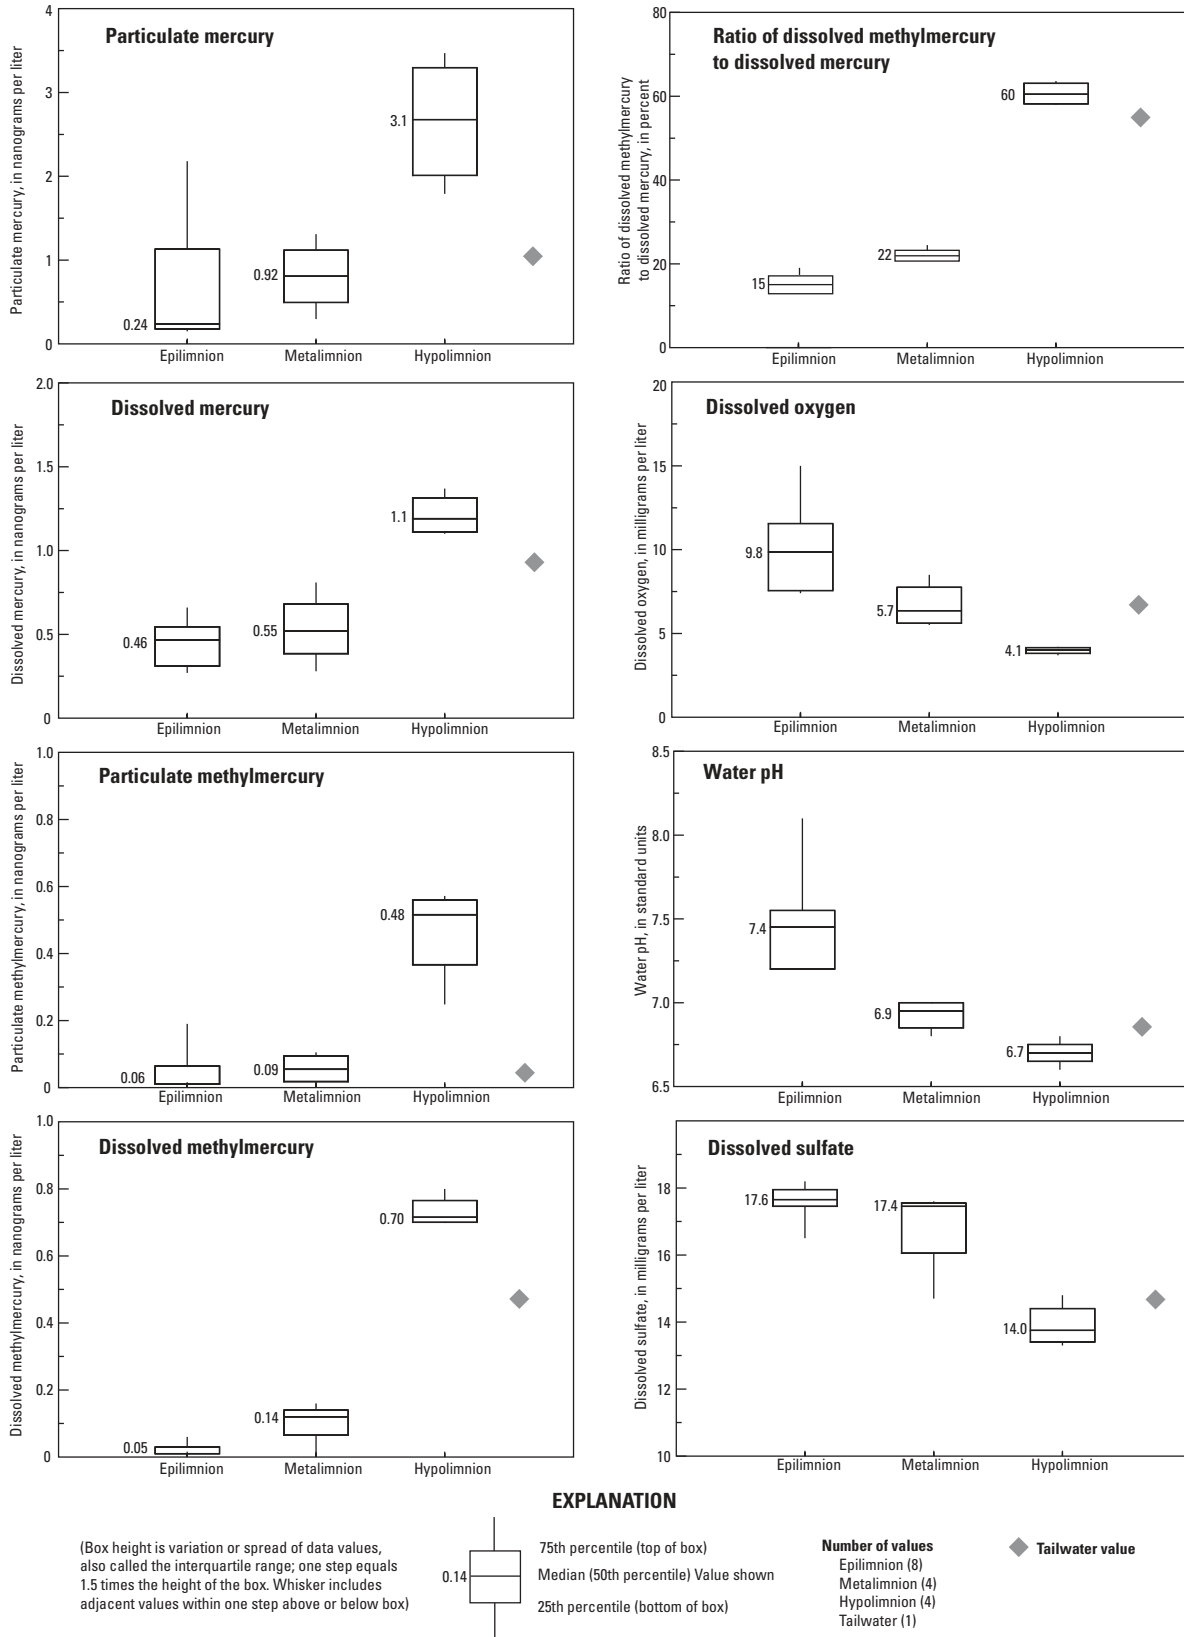 Particulate mercury
Particulate mercury, in nanograms per liter
4
3
2
1
0
3.1
0.92
0.24
Epilimnion
Metalimnion
Hypolimnion
Ratio of dissolved methylmercury
to dissolved mercury
Ratio of dissolved methylmercury
to dissolved mercury, in percent
80
60
40
20
0
60
22
15
Epilimnion
Metalimnion
Hypolimnion
Dissolved mercury
Dissolved mercury, in nanograms per liter
2.0
1.5
1.0
0.5
0
1.1
0.55
0.46
Epilimnion
Metalimnion
Hypolimnion
Dissolved oxygen
Dissolved oxygen, in milligrams per liter
20
15
10
5
0
9.8
5.7
4.1
Epilimnion
Metalimnion
Hypolimnion
Particulate methylmercury
Particulate methylmercury, in nanograms per liter
1.0
0.8
0.6
0.4
0.2
0
0.48
0.09
0.06
Epilimnion
Metalimnion
Hypolimnion
Water pH
Water pH, in standard units
8.5
8.0
7.5
7.0
6.5
7.4
6.9
6.7
Epilimnion
Metalimnion
Hypolimnion
Dissolved methylmercury
Dissolved methylmercury, in nanograms per liter
1.0
0.8
0.6
0.4
0.2
0
0.70
0.14
0.05
Epilimnion
Metalimnion
Hypolimnion
Dissolved sulfate
Dissolved sulfate, in milligrams per liter
18
16
14
12
10
17.6
17.4
14.0
Epilimnion
Metalimnion
Hypolimnion
EXPLANATION
(Box height is variation or spread of data values,
also called the interquartile range; one step equals
1.5 times the height of the box. Whisker includes
adjacent values within one step above or below box)
0.14
75th percentile (top of box)
Median (50th percentile) Value shown
25th percentile (bottom of box)
Number of values
Epilimnion (8)
Metalimnion (4)
Hypolimnion (4)
Tailwater (1)
Tailwater value